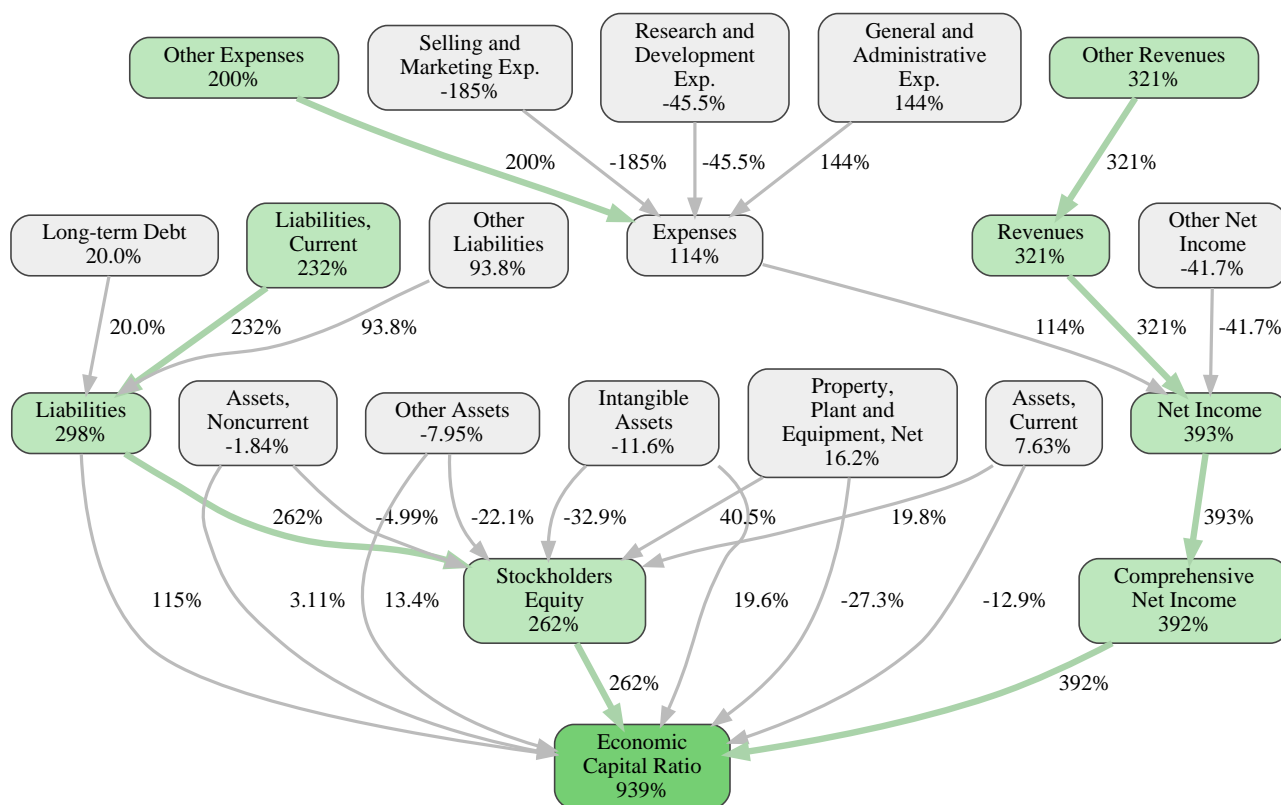 Other Expenses
200%
Selling and
Marketing Exp.
-185%
Research and
Development
Exp.
-45.5%
General and
Administrative
Exp.
144%
Other Revenues
321%
200%
-185%
-45.5%
144%
321%
Long-term Debt
20.0%
Liabilities,
Current
232%
Other
Liabilities
93.8%
Expenses
114%
Revenues
321%
Other Net
Income
-41.7%
20.0%
232%
93.8%
114%
321%
-41.7%
Liabilities
298%
Assets,
Noncurrent
-1.84%
Other Assets
-7.95%
Intangible
Assets
-11.6%
Property,
Plant and
Equipment, Net
16.2%
Assets,
Current
7.63%
Net Income
393%
262%
-4.99%
-22.1%
-32.9%
40.5%
19.8%
393%
Stockholders
Equity
262%
Comprehensive
Net Income
392%
115%
3.11%
13.4%
19.6%
-27.3%
-12.9%
262%
392%
Economic
Capital Ratio
939%